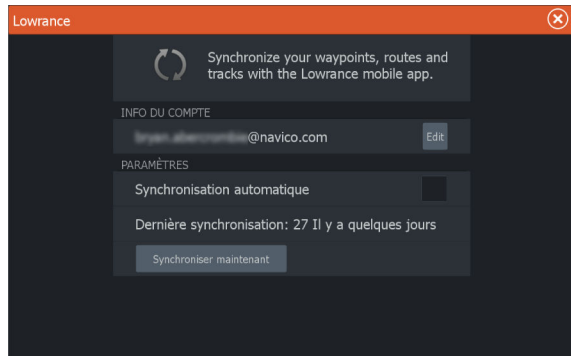 Lowrance
Synchronize your waypoints, routes and
tracks with the Lowrance mobile app.
INFO DU COMPTE
@navico.com
Edit
PARAMÈTRES
Synchronisation automatique
Dernière synchronisation: 27 Il y a quelques jours
Synchroniser maintenant